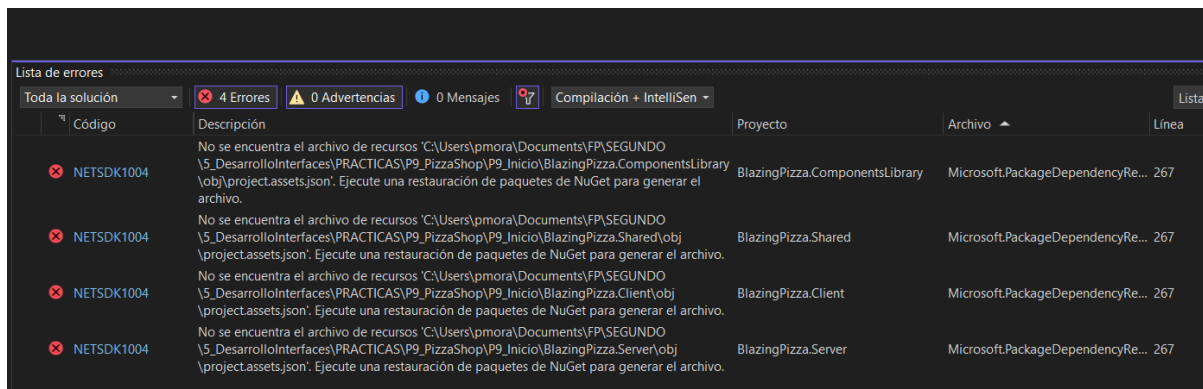 Lista de errores
Toda la solución 4 Errores 0 Advertencias 0 Mensajes Compilación + IntelliSen Lista
Código Descripción Proyecto Archivo Línea
No se encuentra el archivo de recursos 'C:\Users\pmora\Documents\FP\SEGUNDO
\5_DesarrolloInterfaces\PRACTICAS\P9_PizzaShop\P9_Inicio\BlazingPizza.ComponentsLibrary
NETSDK1004 BlazingPizza.ComponentsLibrary Microsoft.PackageDependencyRe... 267
\obj\project.assets.json'. Ejecute una restauración de paquetes de NuGet para generar el
archivo.
No se encuentra el archivo de recursos 'C:\Users\pmora\Documents\FP\SEGUNDO
NETSDK1004 \5_DesarrolloInterfaces\PRACTICAS\P9_PizzaShop\P9_Inicio\BlazingPizza.Shared\obj BlazingPizza.Shared Microsoft.PackageDependencyRe... 267
\project.assets.json'. Ejecute una restauración de paquetes de NuGet para generar el archivo.
No se encuentra el archivo de recursos 'C:\Users\pmora\Documents\FP\SEGUNDO
NETSDK1004 \5_DesarrolloInterfaces\PRACTICAS\P9_PizzaShop\P9_Inicio\BlazingPizza.Client\obj BlazingPizza.Client Microsoft.PackageDependencyRe... 267
\project.assets.json'. Ejecute una restauración de paquetes de NuGet para generar el archivo.
No se encuentra el archivo de recursos 'C:\Users\pmora\Documents\FP\SEGUNDO
NETSDK1004 \5_DesarrolloInterfaces\PRACTICAS\P9_PizzaShop\P9_Inicio\BlazingPizza.Server\obj BlazingPizza.Server Microsoft.PackageDependencyRe... 267
\project.assets.json'. Ejecute una restauración de paquetes de NuGet para generar el archivo.